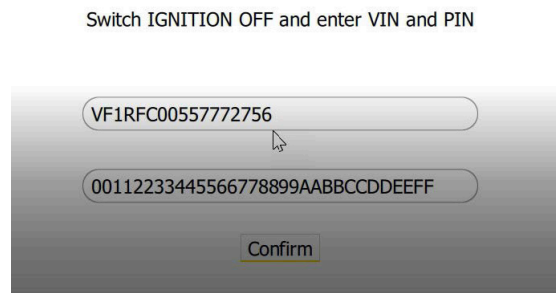 Switch IGNITION OFF and enter VIN and PIN
VF1RFC00557772756
00112233445566778899AABBCCDDEEFF
Confirm